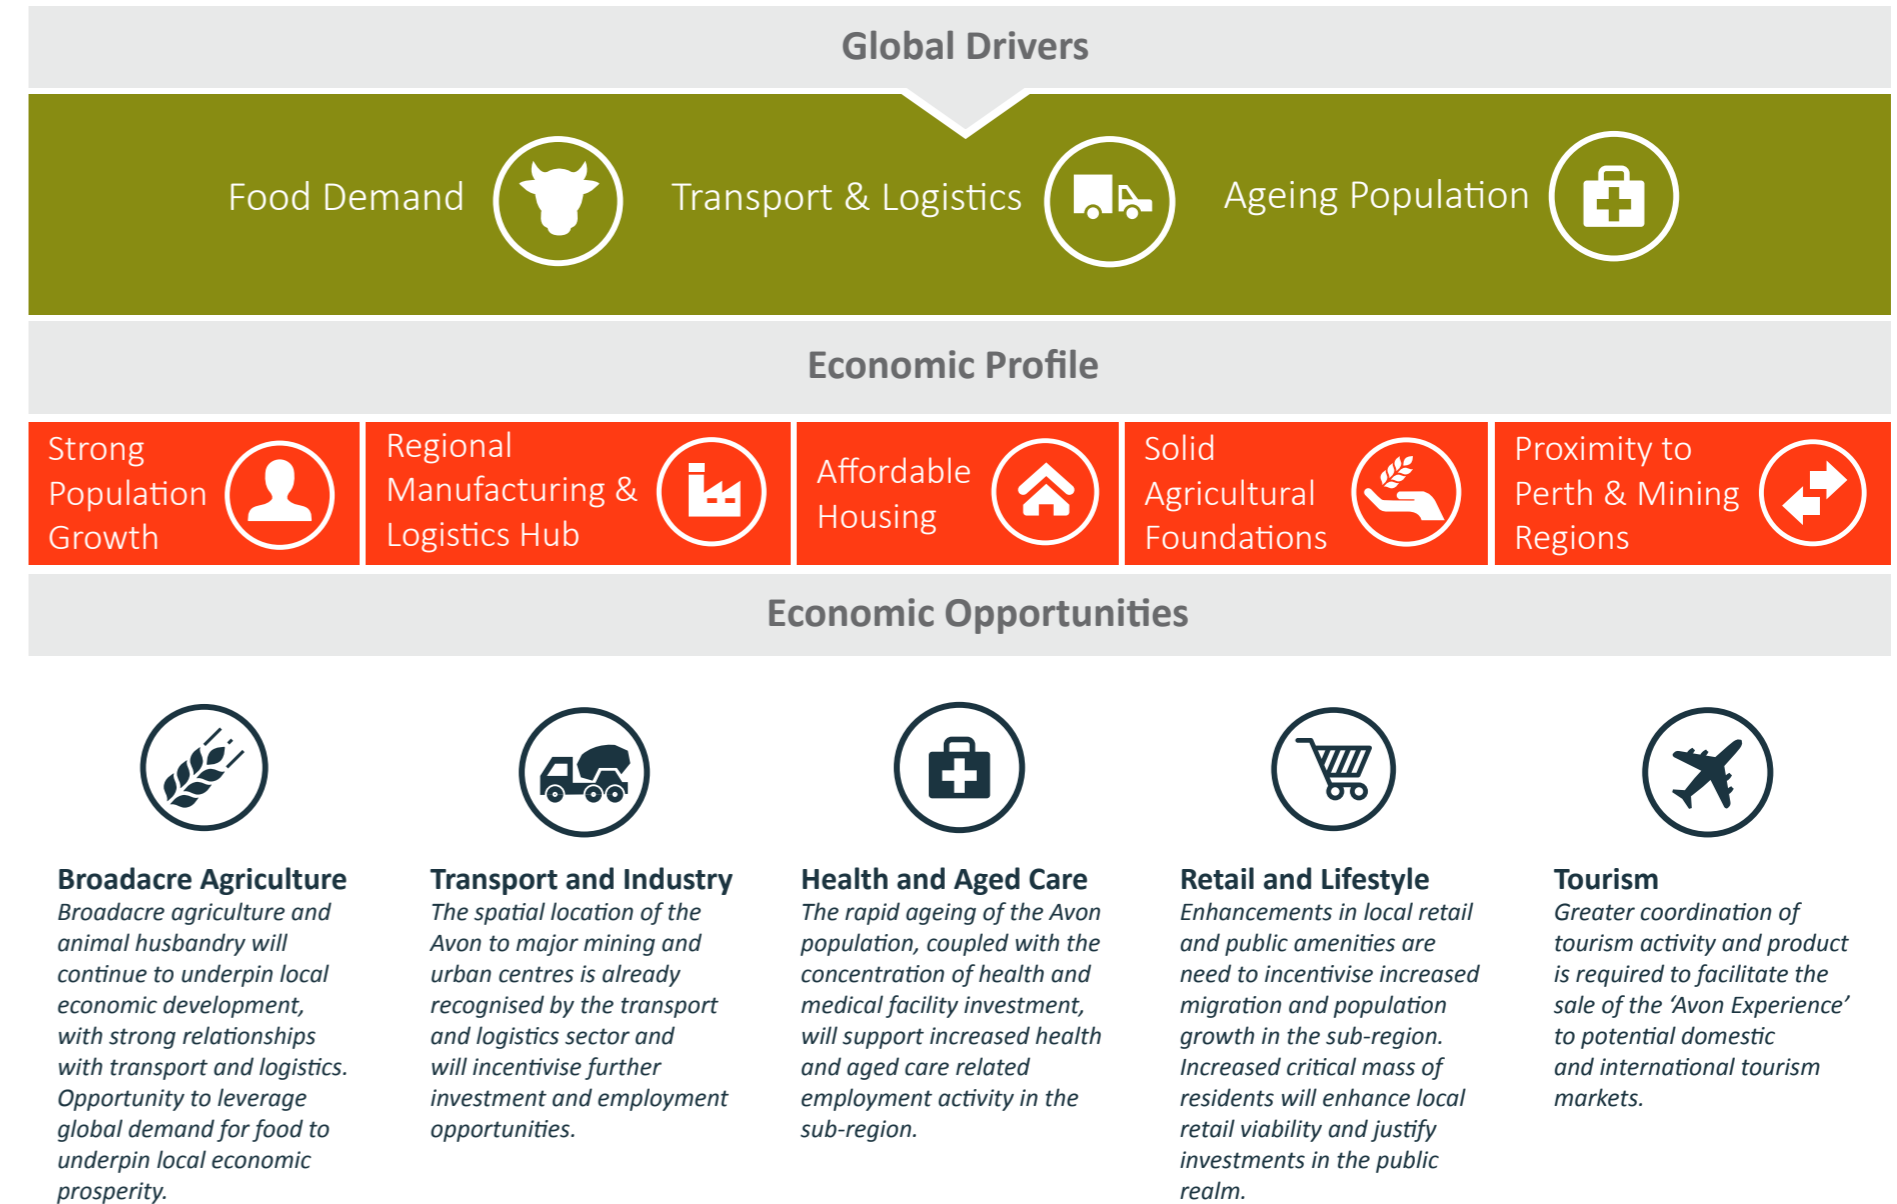 Global Drivers
Food Demand
Transport & Logistics
Ageing Population
Economic Profile
Strong
Population
Growth
Regional
Manufacturing &
Logistics Hub
Affordable
Housing
Solid
Agricultural
Foundations
Proximity to
Perth & Mining
Regions
Economic Opportunities
Broadacre Agriculture
Broadacre agriculture and
animal husbandry will
continue to underpin local
economic development,
with strong relationships
with transport and logistics.
Opportunity to leverage
global demand for food to
underpin local economic
prosperity.
Transport and Industry
The spatial location of the
Avon to major mining and
urban centres is already
recognised by the transport
and logistics sector and
will incentivise further
investment and employment
opportunities.
Health and Aged Care
The rapid ageing of the Avon
population, coupled with the
concentration of health and
medical facility investment,
will support increased health
and aged care related
employment activity in the
sub-region.
Retail and Lifestyle
Enhancements in local retail
and public amenities are
need to incentivise increased
migration and population
growth in the sub-region.
Increased critical mass of
residents will enhance local
retail viability and justify
investments in the public
realm.
Tourism
Greater coordination of
tourism activity and product
is required to facilitate the
sale of the ‘Avon Experience’
to potential domestic
and international tourism
markets.